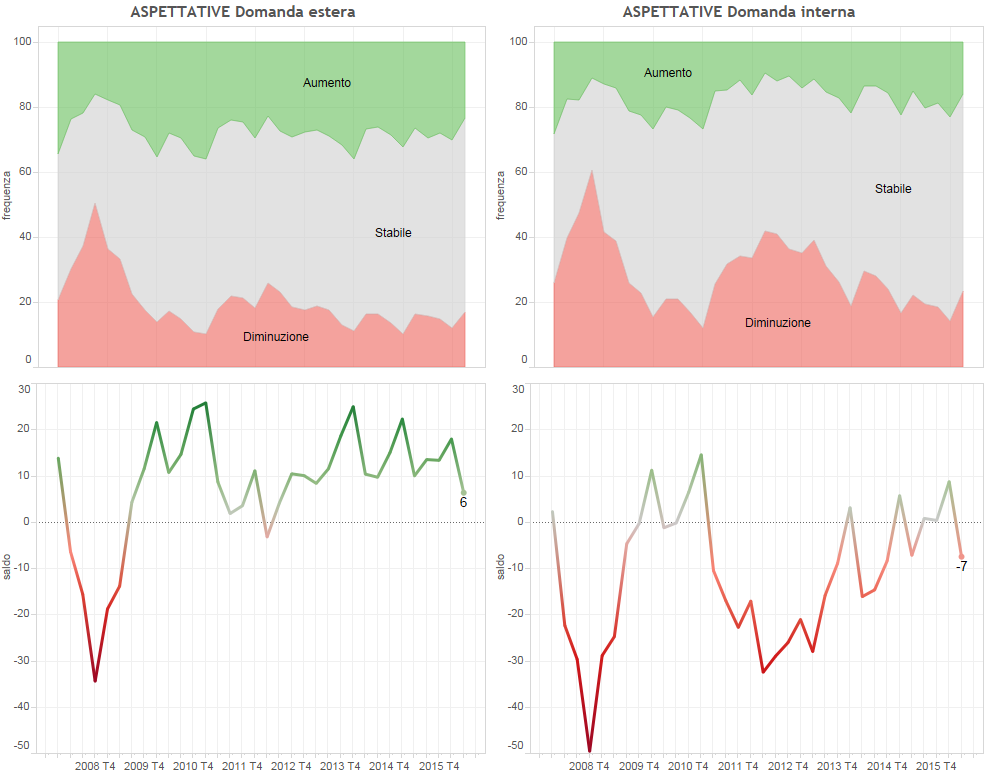 ASPETTATIVE Domanda estera
100
80
60
40
20
0
frequenza
Aumento
Stabile
Diminuzione
30
20
10
0
-10
-20
-30
-40
-50
saldo
6
2008 T4 2009 T4 2010 T4 2011 T4 2012 T4 2013 T4 2014 T4 2015 T4
ASPETTATIVE Domanda interna
100
80
60
40
20
0
frequenza
Aumento
Stabile
Diminuzione
30
20
10
0
-10
-20
-30
-40
-50
saldo
-7
2008 T4 2009 T4 2010 T4 2011 T4 2012 T4 2013 T4 2014 T4 2015 T4